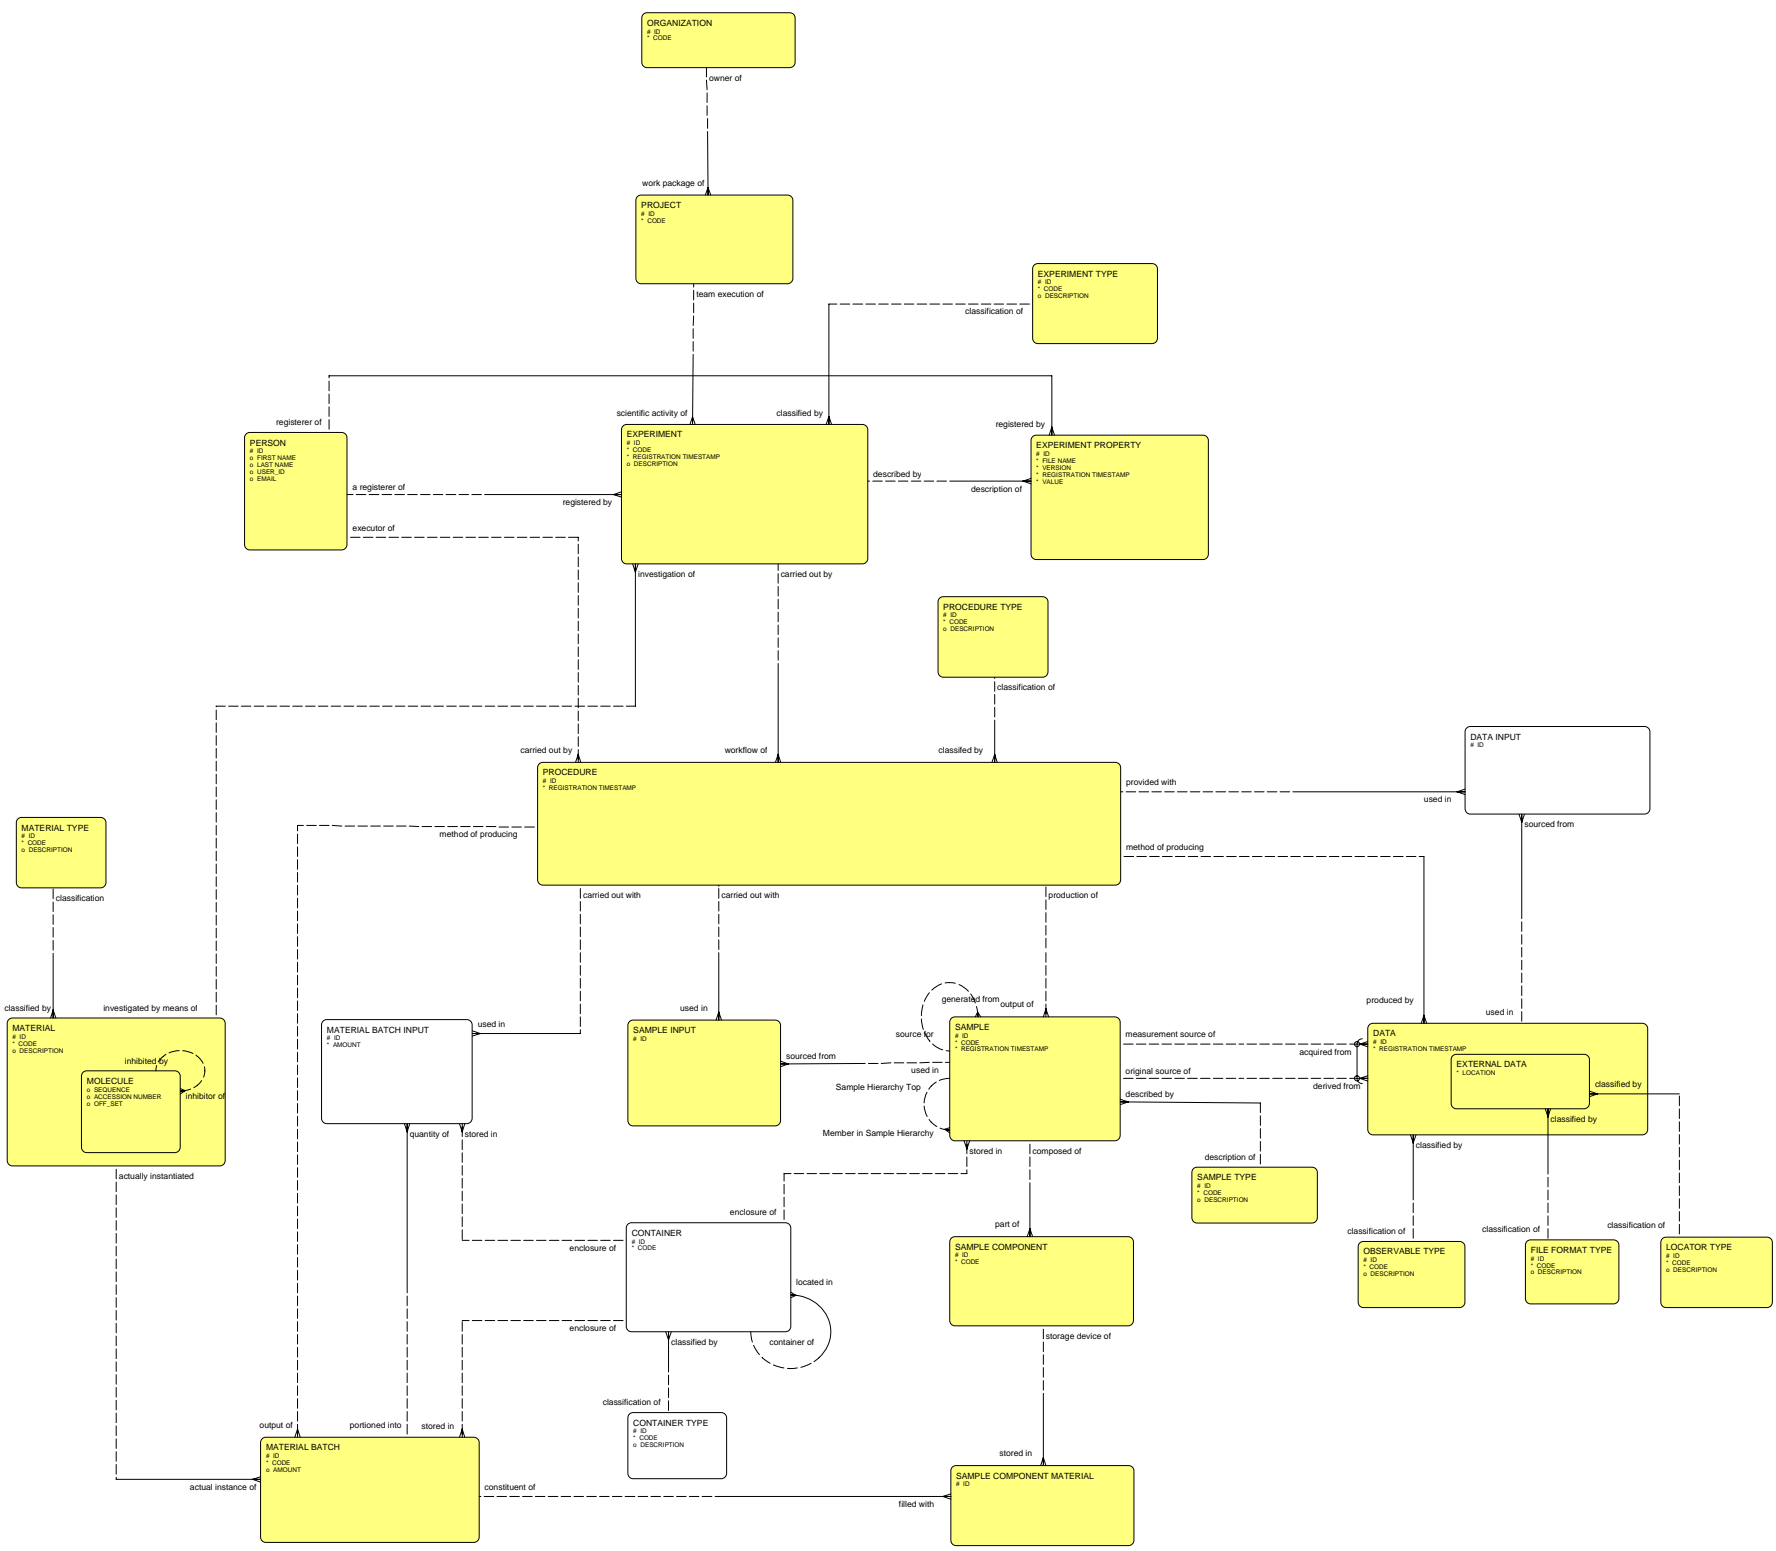 ORGANIZATION
# ID
* CODE
owner of
work package of
PROJECT
# ID
* CODE
team execution of
EXPERIMENT TYPE
# ID
* CODE
o DESCRIPTION
classification of
registerer of
scientific activity of
classified by
registered by
PERSON
# ID
o FIRST NAME
o LAST NAME
o USER_ID
o EMAIL
a registerer of
registered by
executor of
EXPERIMENT
# ID
* CODE
* REGISTRATION TIMESTAMP
o DESCRIPTION
described by
description of
EXPERIMENT PROPERTY
# ID
* FILE NAME
* VERSION
* REGISTRATION TIMESTAMP
* VALUE
investigation of
carried out by
PROCEDURE TYPE
# ID
* CODE
o DESCRIPTION
classification of
carried out by
workflow of
classifed by
PROCEDURE
# ID
* REGISTRATION TIMESTAMP
provided with
used in
DATA INPUT
# ID
sourced from
method of producing
method of producing
MATERIAL TYPE
# ID
* CODE
o DESCRIPTION
classification
carried out with
carried out with
production of
classified by
investigated by means of
MATERIAL
# ID
* CODE
o DESCRIPTION
inhibited by
MOLECULE
o SEQUENCE
o ACCESSION NUMBER
o OFF_SET
inhibitor of
actually instantiated
MATERIAL BATCH INPUT
# ID
* AMOUNT
used in
quantity of
stored in
used in
SAMPLE INPUT
# ID
sourced from
used in
generated from
output of
source for
SAMPLE
# ID
* CODE
* REGISTRATION TIMESTAMP
Sample Hierarchy Top
Member in Sample Hierarchy
measurement source of
acquired from
original source of
derived from
described by
stored in
composed of
produced by
used in
DATA
# ID
* REGISTRATION TIMESTAMP
EXTERNAL DATA
* LOCATION
classified by
classified by
classified by
description of
SAMPLE TYPE
# ID
* CODE
o DESCRIPTION
enclosure of
part of
enclosure of
CONTAINER
# ID
* CODE
located in
container of
enclosure of
classified by
SAMPLE COMPONENT
# ID
* CODE
storage device of
classification of
OBSERVABLE TYPE
# ID
* CODE
o DESCRIPTION
classification of
FILE FORMAT TYPE
# ID
* CODE
o DESCRIPTION
classification of
LOCATOR TYPE
# ID
* CODE
o DESCRIPTION
classification of
CONTAINER TYPE
# ID
* CODE
o DESCRIPTION
output of
portioned into
stored in
MATERIAL BATCH
# ID
* CODE
o AMOUNT
actual instance of
constituent of
filled with
stored in
SAMPLE COMPONENT MATERIAL
# ID